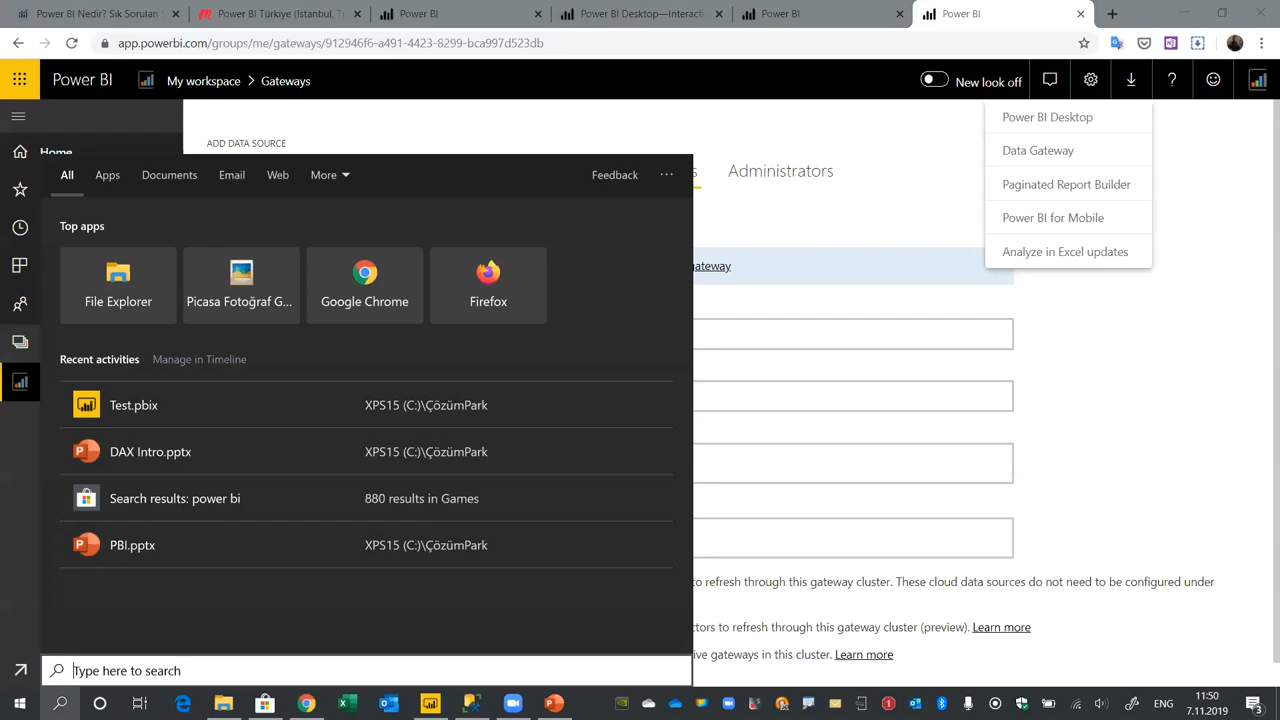 Power BI Nedir? Sık Sorulan
Power BI Türkiye (İstanbul, T
Power BI
Power BI Desktop—Interact
Power BI
Power BI
app.powerbi.com/groups/me/gateways/912946f6-a491-4423-8299-bca997d523db
Power BI
My workspace > Gateways
New look off
Home
ADD DATA SOURCE
Administrators
Power BI Desktop
Data Gateway
Paginated Report Builder
Power BI for Mobile
Analyze in Excel updates
All
Apps
Documents
Email
Web
More
Feedback
Top apps
File Explorer
Picasa Fotoğraf G...
Google Chrome
Firefox
gateway
Recent activities
Manage in Timeline
Test.pbix
XPS15 (C:)\ÇözümPark
DAX Intro.pptx
XPS15 (C:)\ÇözümPark
Search results: power bi
880 results in Games
PBI.pptx
XPS15 (C:)\ÇözümPark
to refresh through this gateway cluster. These cloud data sources do not need to be configured under
ctors to refresh through this gateway cluster (preview). Learn more
ive gateways in this cluster. Learn more
Type here to search
ENG
11:50
7.11.2019
3